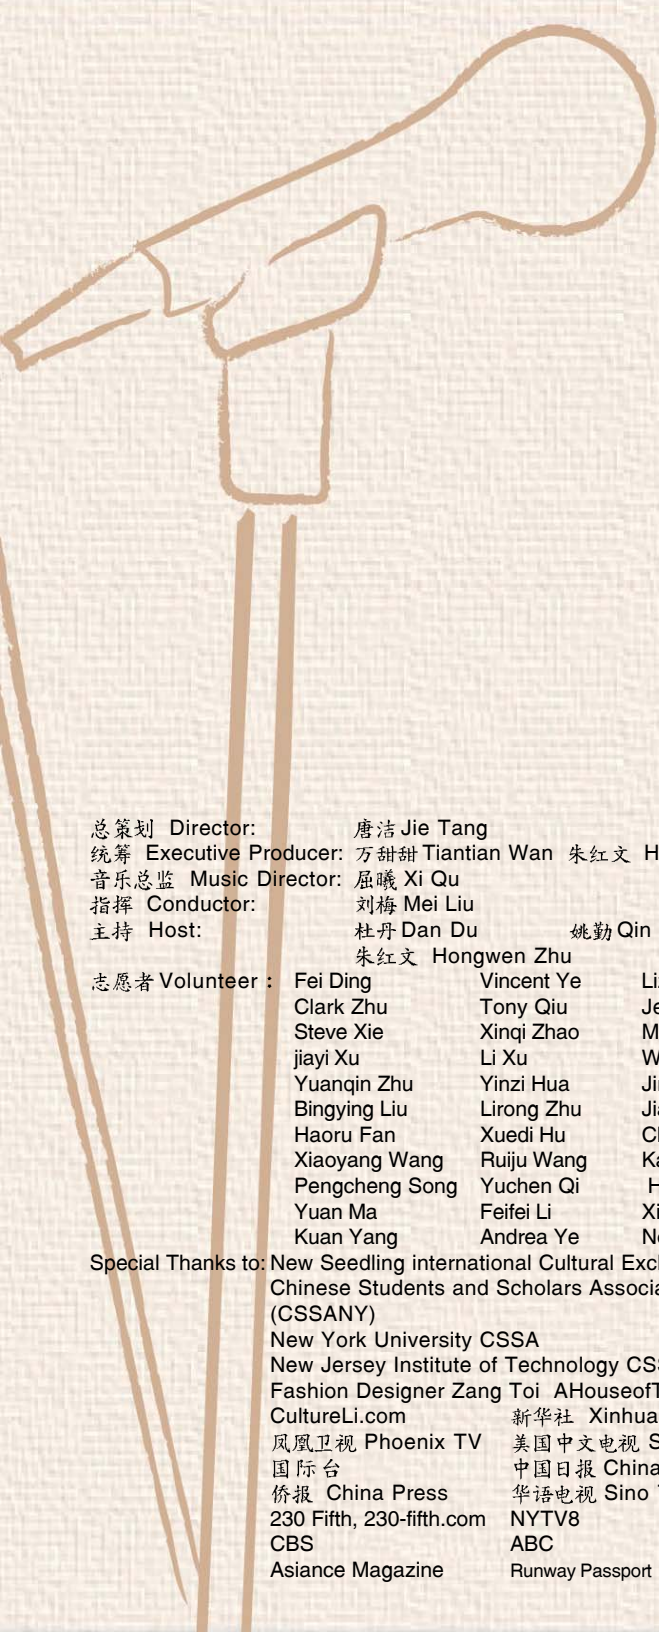 总策划 Director: 唐洁 Jie Tang
统筹 Executive Producer: 万甜甜 Tiantian Wan 朱红文
音乐总监 Music Director: 屈曦 Xi Qu
指挥 Conductor: 刘梅 Mei Liu
主持 Host: 杜丹 Dan Du 姚勤 Qin
朱红文 Hongwen Zhu
志愿者 Volunteer : Fei Ding Vincent Ye
Clark Zhu Tony Qiu
Steve Xie Xinqi Zhao
jiayi Xu Li Xu
Yuanqin Zhu Yinzi Hua
Bingying Liu Lirong Zhu
Haoru Fan Xuedi Hu
Xiaoyang Wang Ruiju Wang
Pengcheng Song Yuchen Qi
Yuan Ma Feifei Li
Kuan Yang Andrea Ye
Special Thanks to: New Seedling international Cultural
Chinese Students and Scholars
(CSSANY)
New York University CSSA
New Jersey Institute of Technology
Fashion Designer Zang Toi
CultureLi.com 新华社 Xinhua
凤凰卫视 Phoenix TV 美国中文电视
国际台 中国日报 China
侨报 China Press 华语电视 Sino
230 Fifth, 230-fifth.com NYTV8
CBS ABC
Asiance Magazine Runway Passport